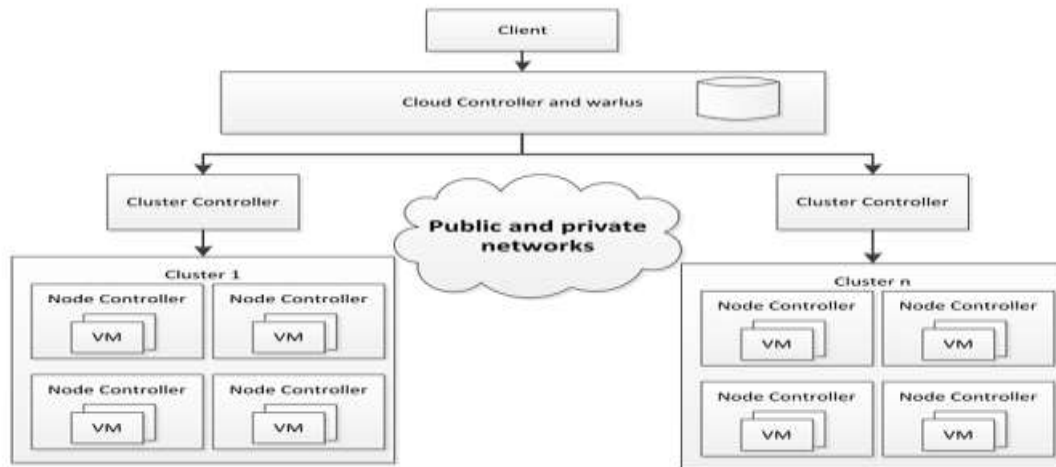 Client
Cloud Controller and warlus
Cluster Controller
Public and private
networks
Cluster Controller
Cluster 1
Node Controller
VM
Node Controller
VM
Node Controller
VM
Node Controller
VM
Cluster n
Node Controller
VM
Node Controller
VM
Node Controller
VM
Node Controller
VM